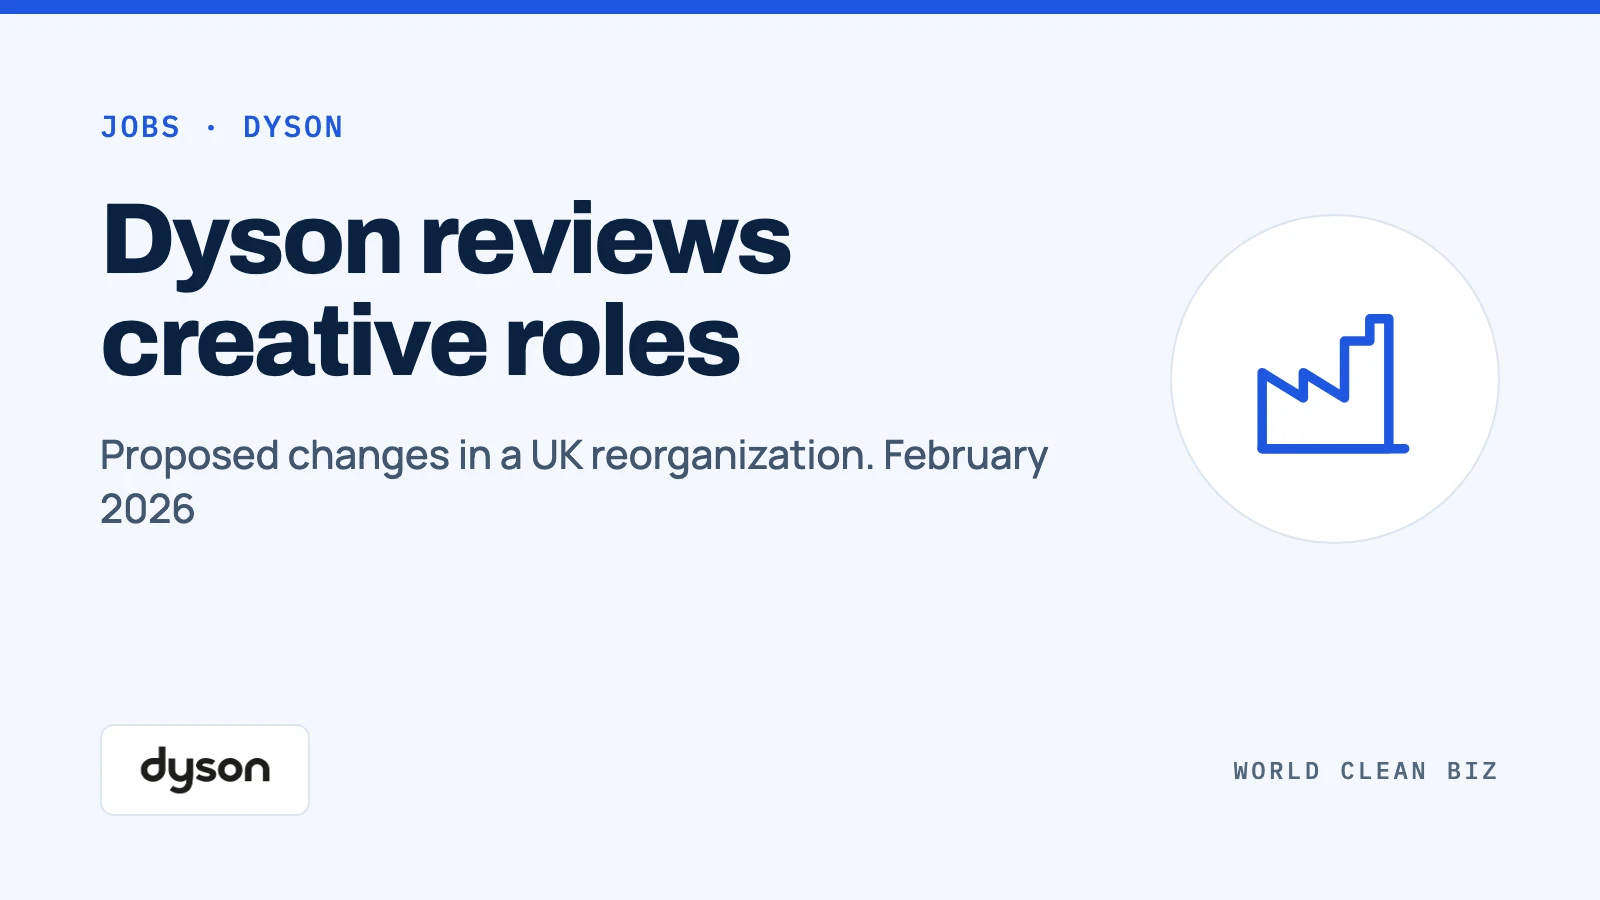 JOBS · DYSON
Dyson reviews
creative roles
Proposed changes in a UK reorganization. February
2026
dyson
WORLD CLEAN BIZ